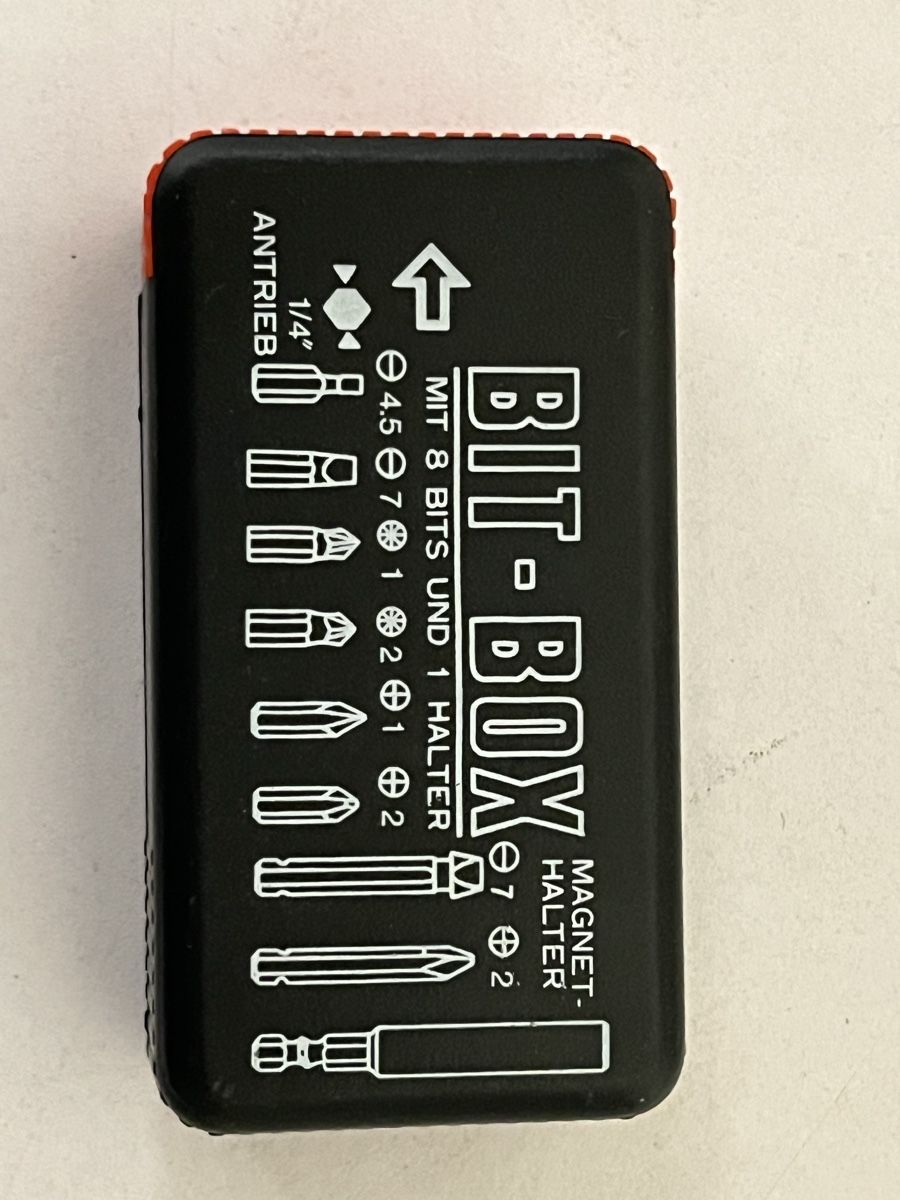 BIT-BOX
MIT 8 BITS UND 1 HALTER
4.5 7 1 2 1 2
7 2
MAGNET-
HALTER
1/4"
ANTRIEB